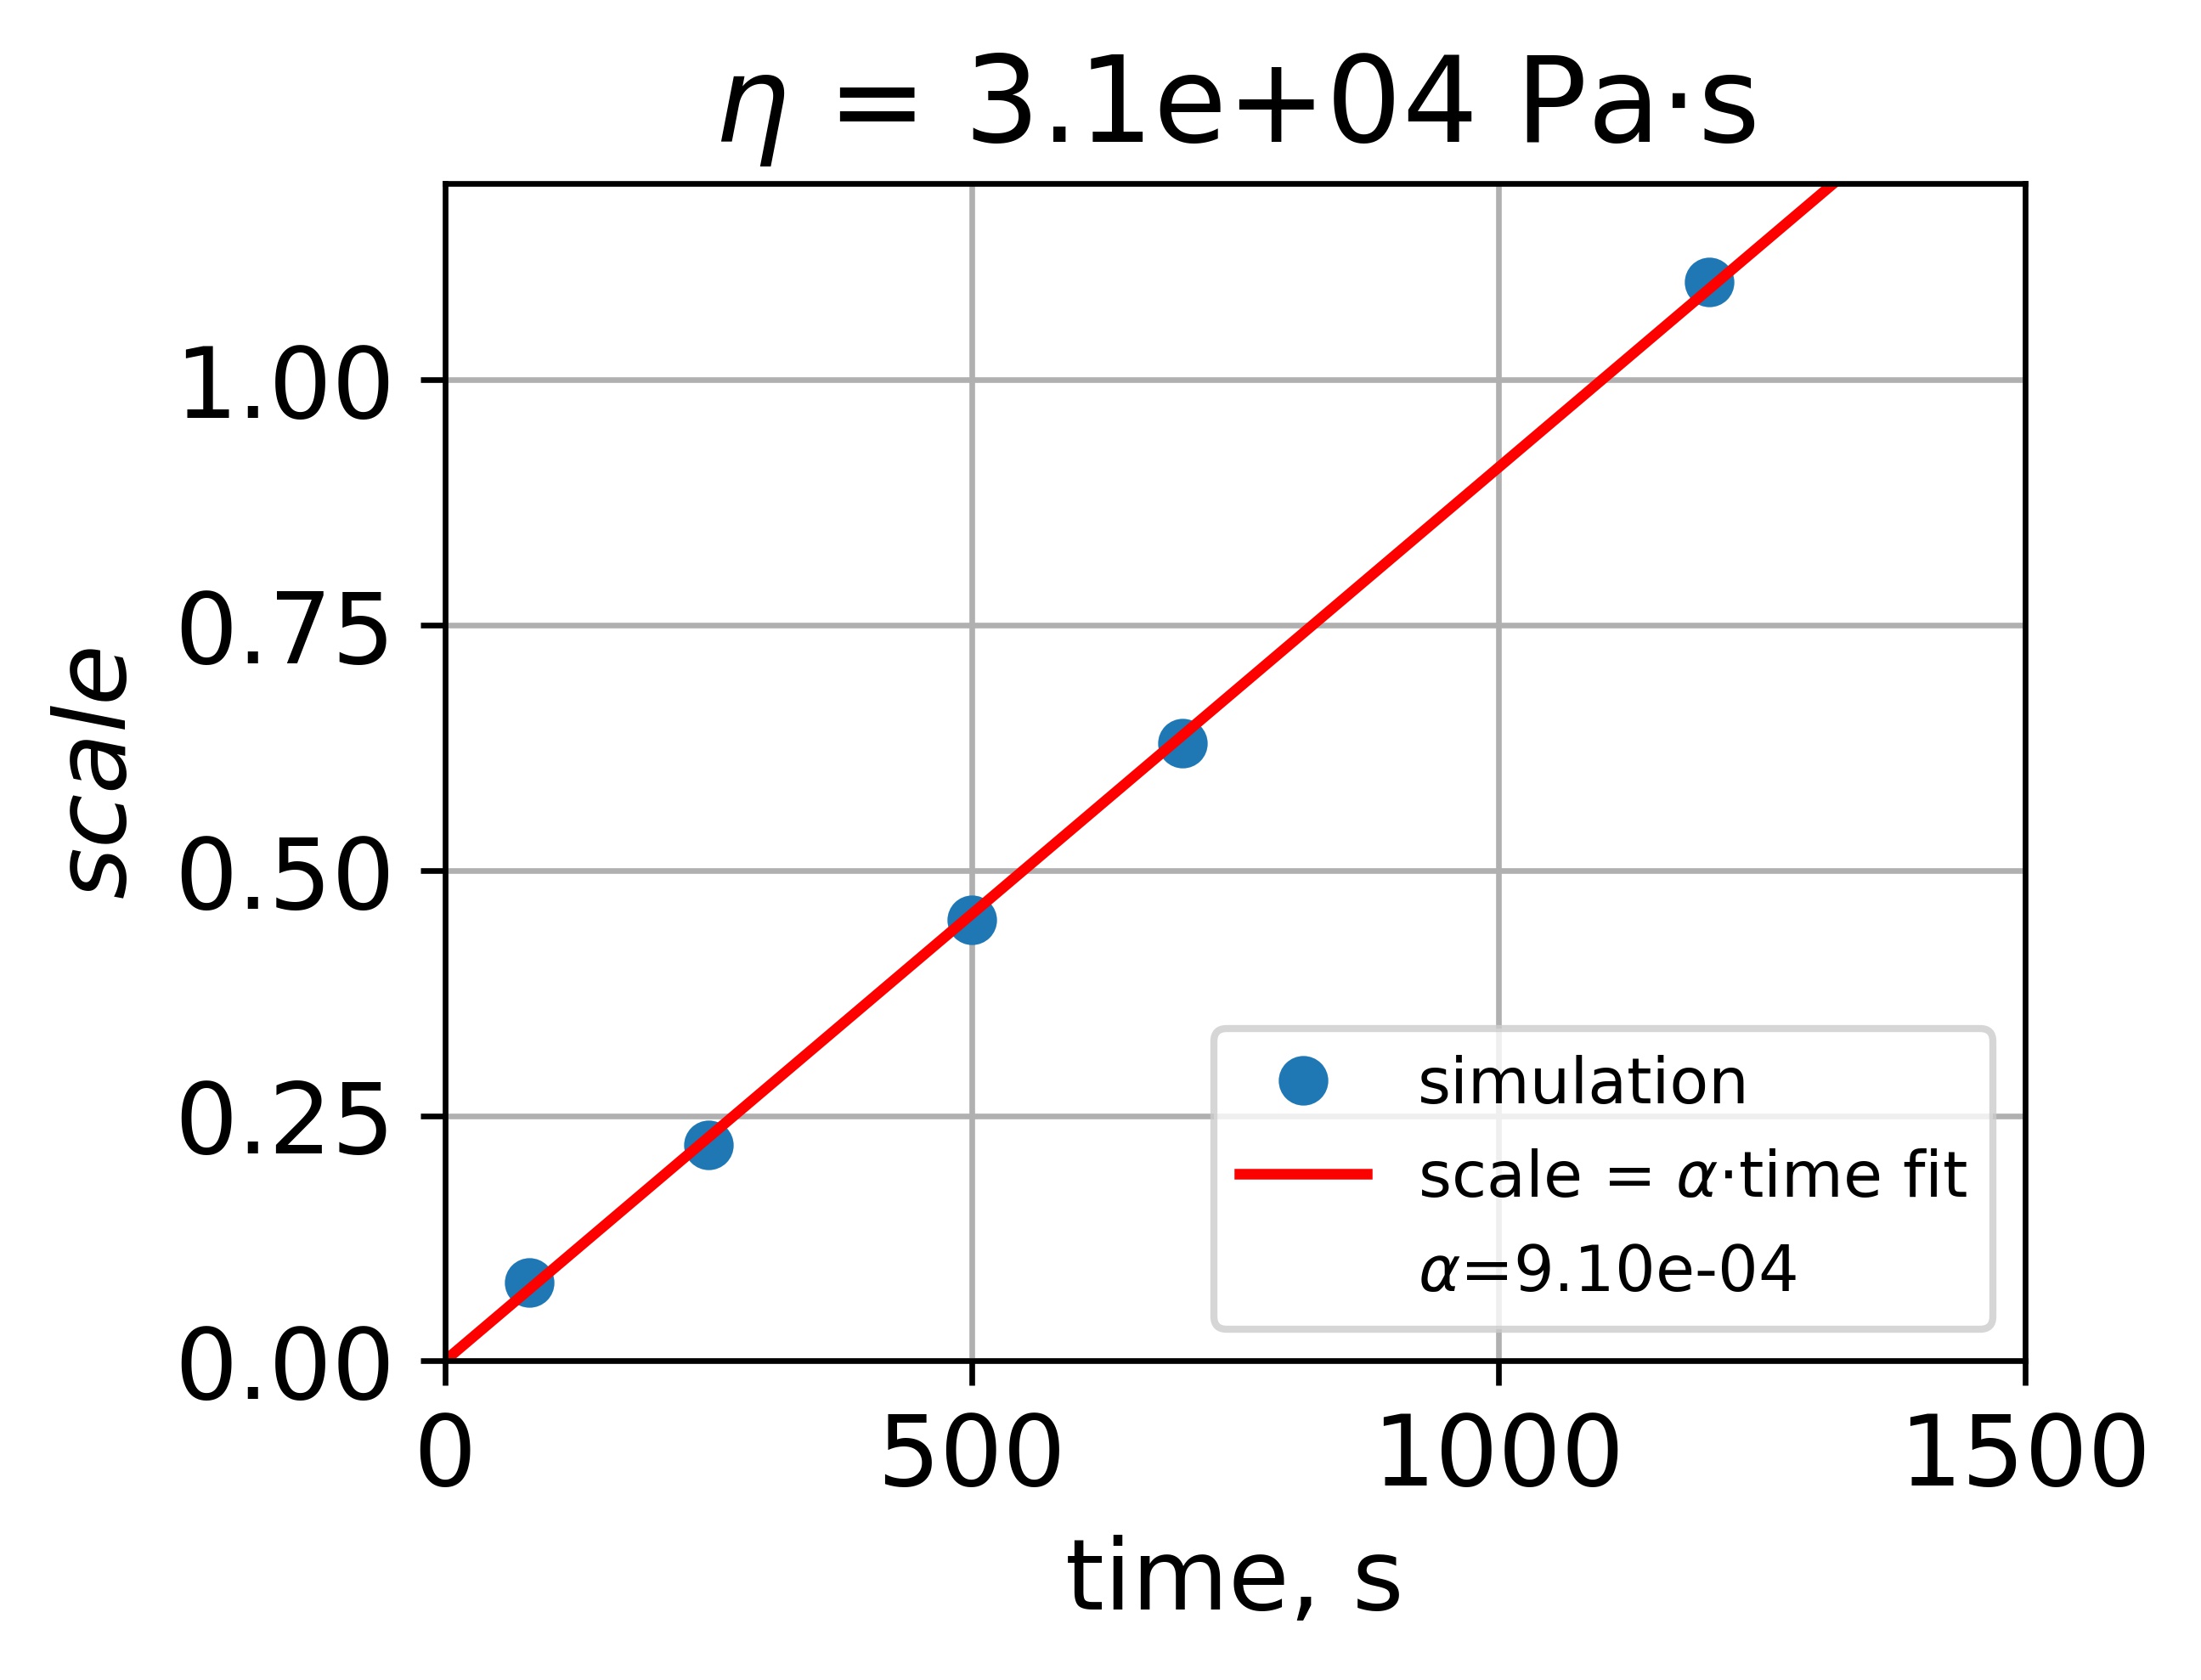 η = 3.1e+04 Pa·s
scale
1.00
0.75
0.50
0.25
0.00
0 500 1000 1500
time, s
simulation
scale = α·time fit
α=9.10e-04